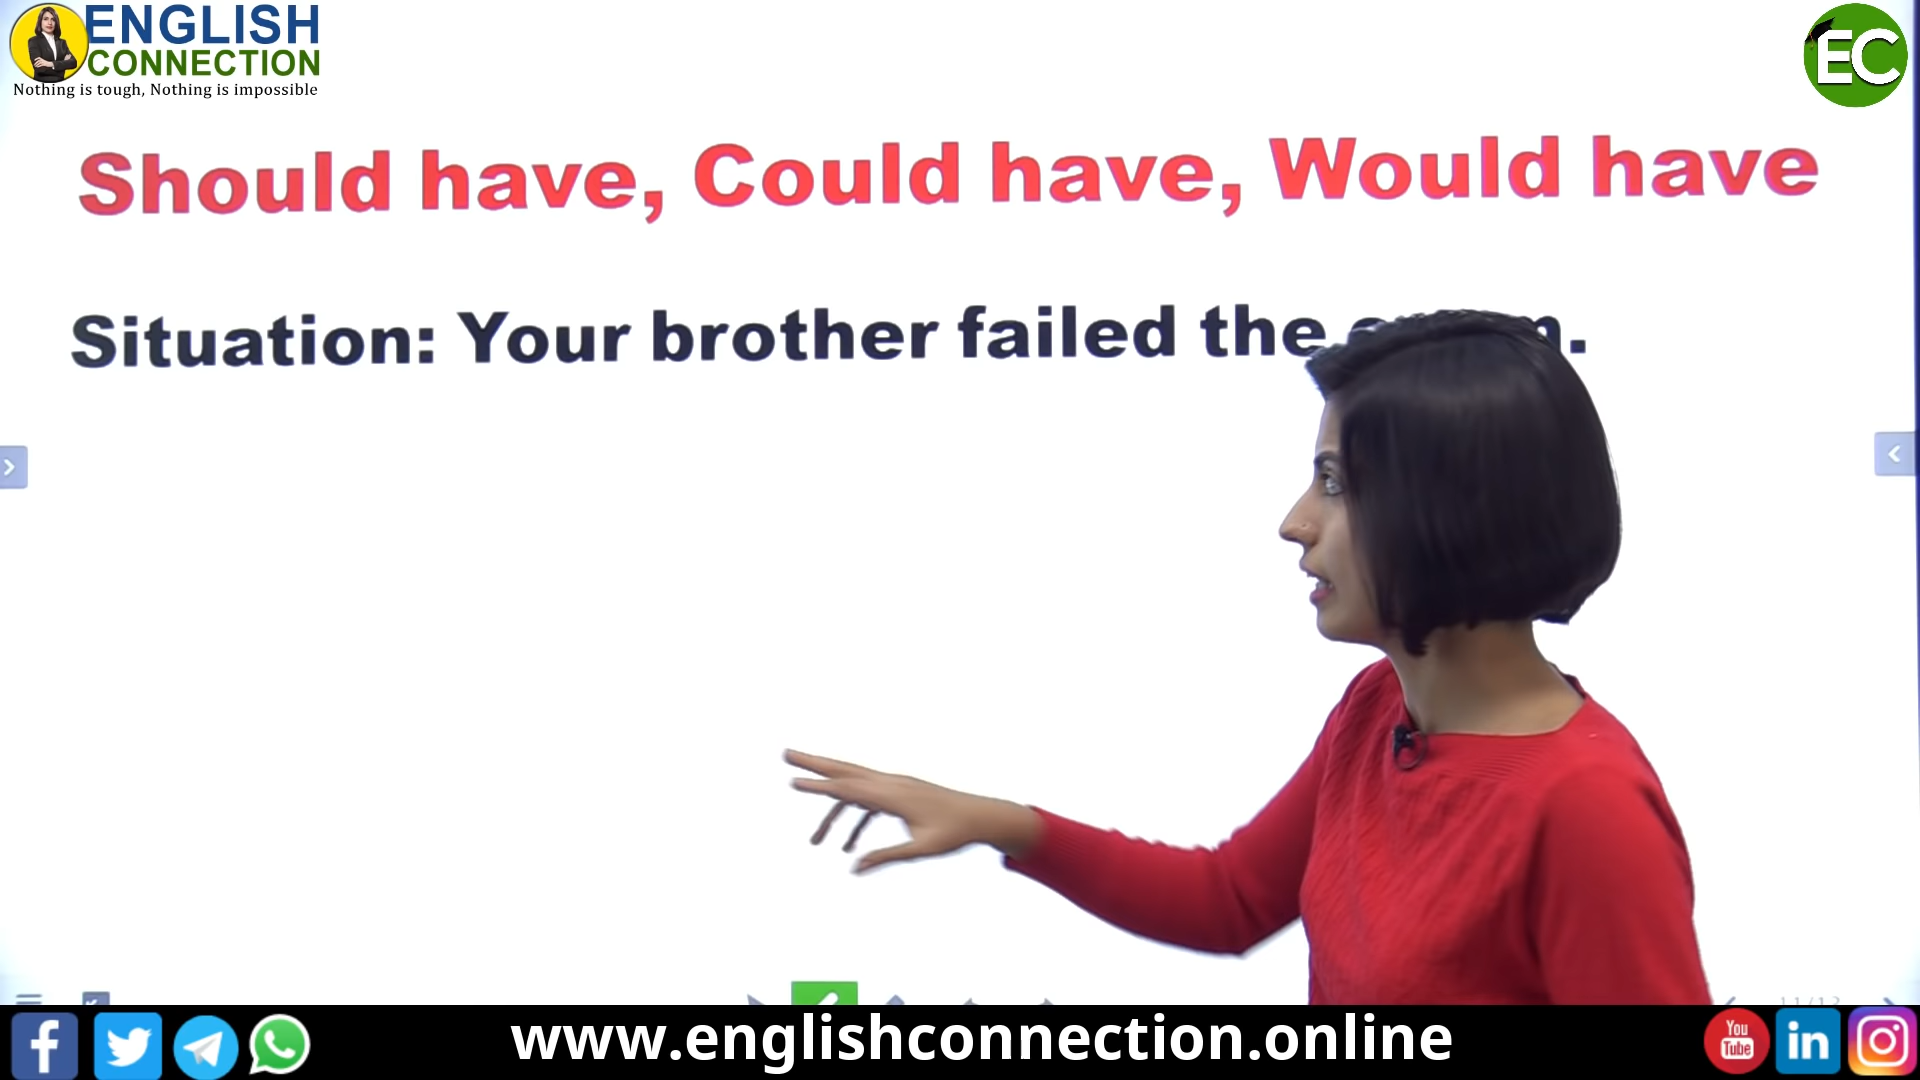 ENGLISH
CONNECTION
Nothing is tough, Nothing is impossible
EC
Should have, Could have, Would have
Situation: Your brother failed the
www.englishconnection.online
You
Tube
in